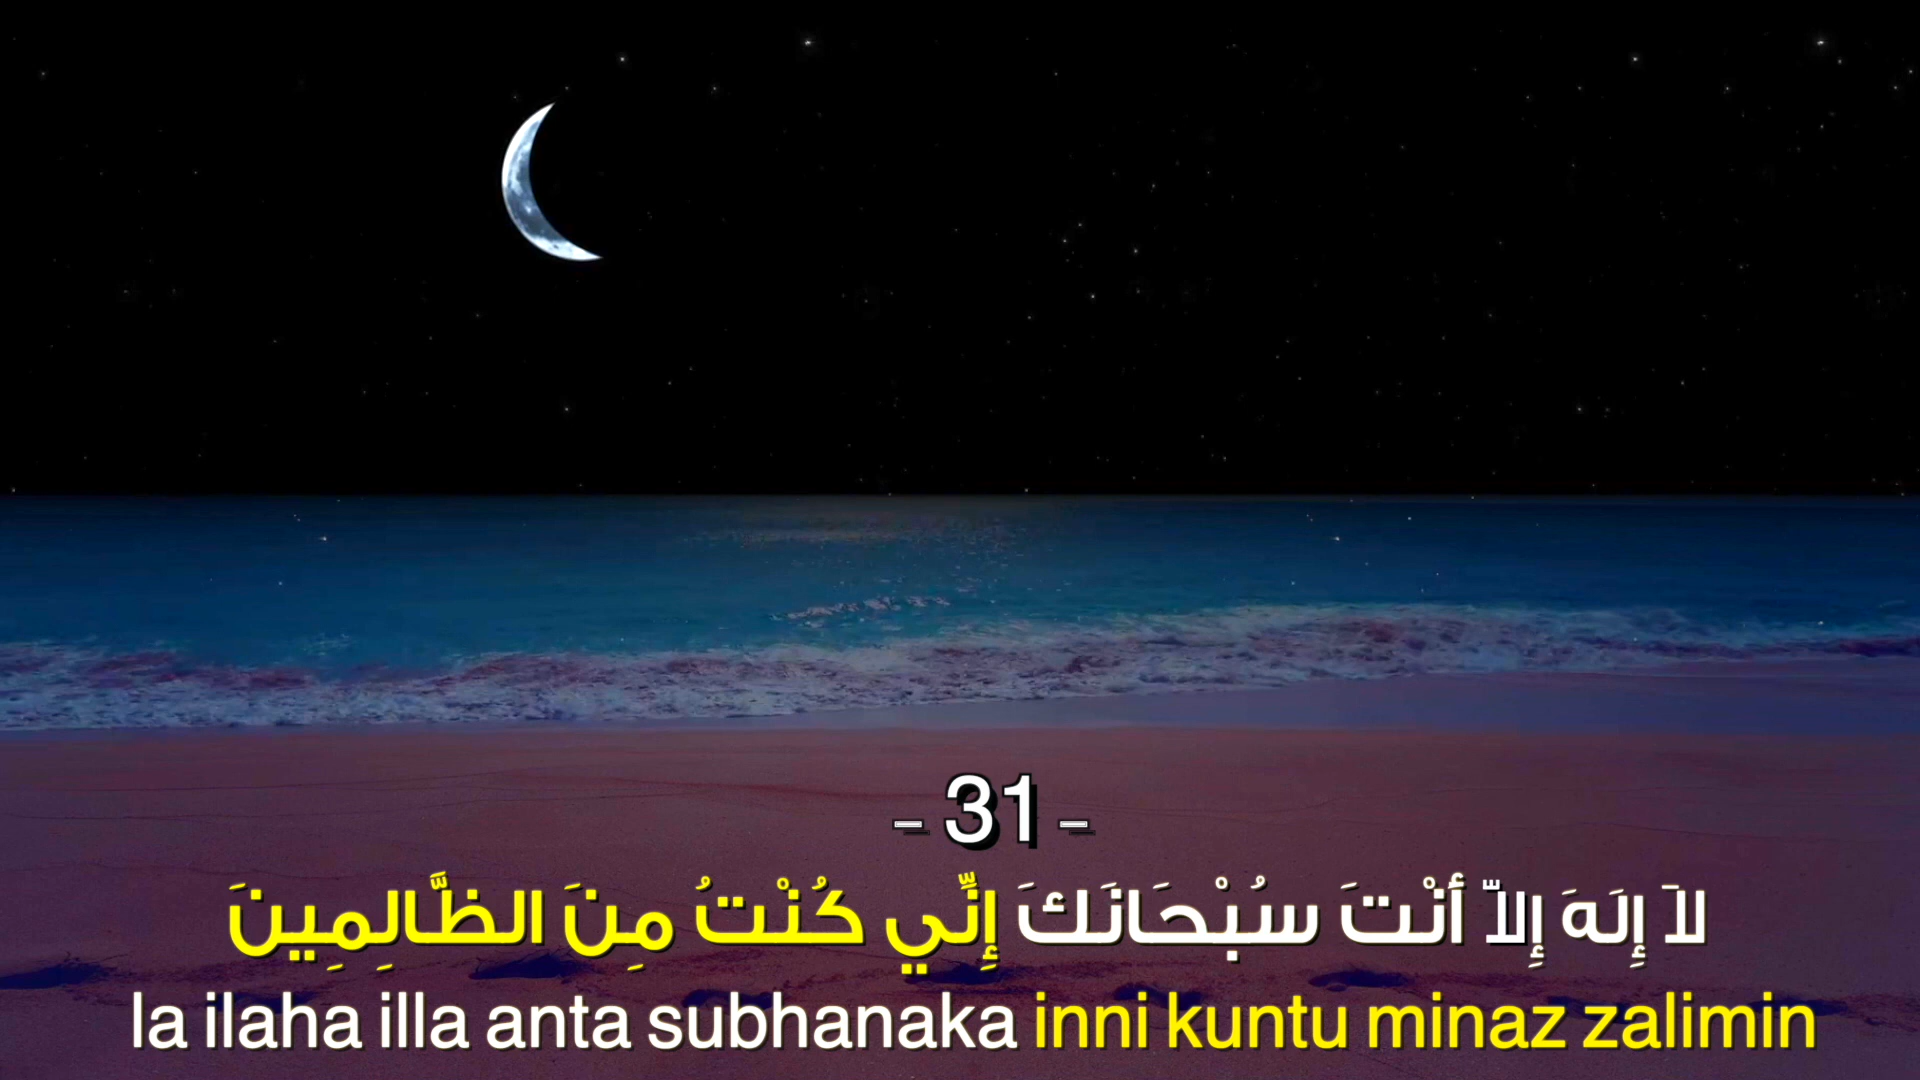 - 31 -
لاَ إِلَهَ إِلاّ أَنْتَ سُبْحَانَكَ إِنِّي كُنْتُ مِنَ الظَّالِمِينَ
la ilaha illa anta subhanaka inni kuntu minaz zalimin